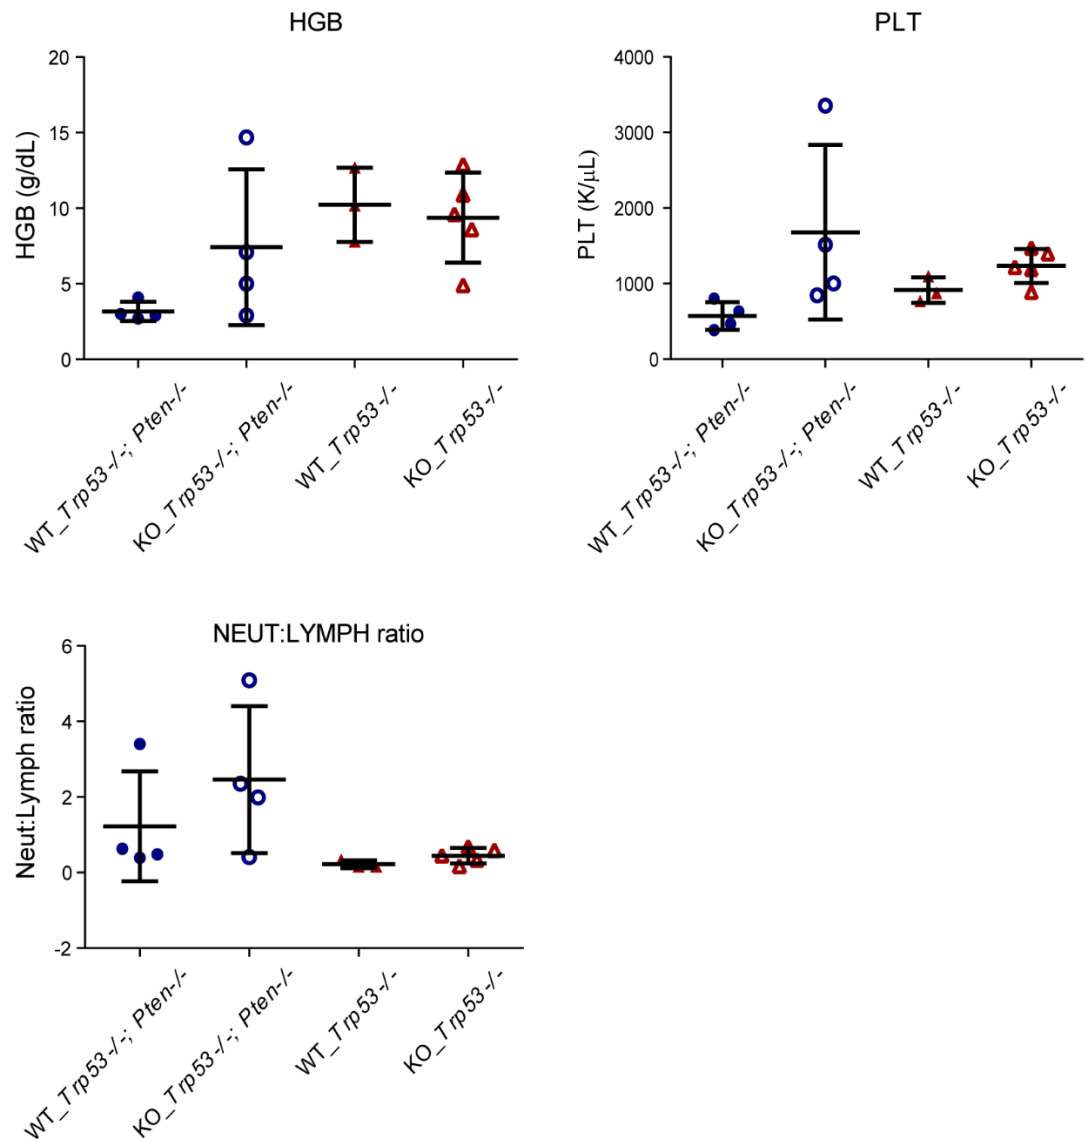 HGB
HGB (g/dL)
20
15
10
5
0
WT_Trp53-/-; Pten-/-
KO_Trp53-/-; Pten-/-
WT_Trp53-/-
KO_Trp53-/-
PLT
PLT (K/μL)
4000
3000
2000
1000
0
WT_Trp53-/-; Pten-/-
KO_Trp53-/-; Pten-/-
WT_Trp53-/-
KO_Trp53-/-
NEUT:LYMPH ratio
Neut:Lymph ratio
6
4
2
0
-2
WT_Trp53-/-; Pten-/-
KO_Trp53-/-; Pten-/-
WT_Trp53-/-
KO_Trp53-/-